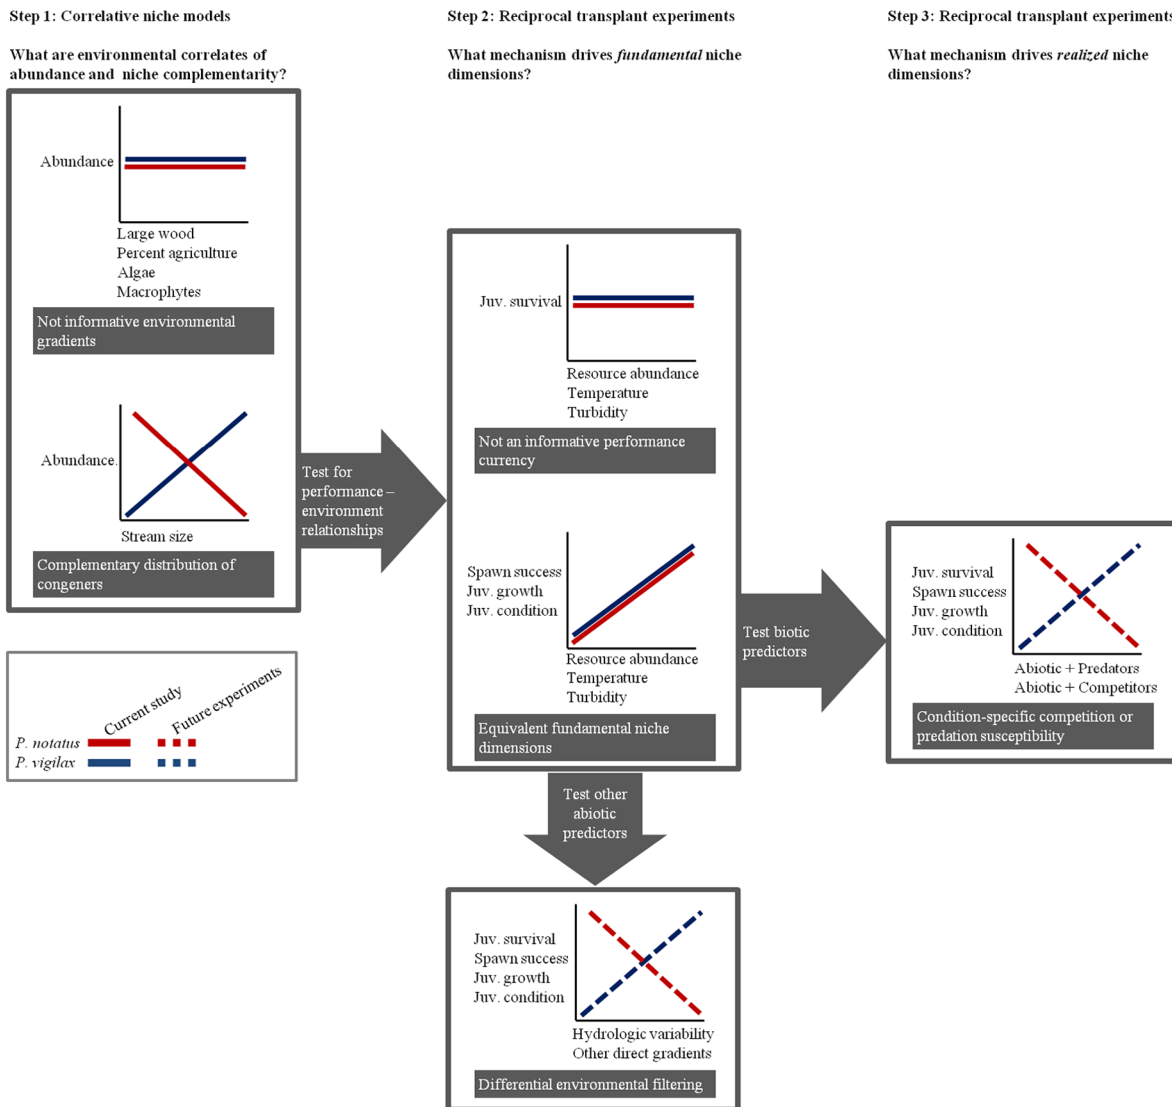 Step 1: Correlative niche models
What are environmental correlates of
abundance and niche complementarity?
Abundance
Large wood
Percent agriculture
Algae
Macrophytes
Not informative environmental
gradients
Abundance.
Stream size
Complementary distribution of
congeners
Test for
performance –
environment
relationships
Current study
Future experiments
P. notatus
P. vigilax
Step 2: Reciprocal transplant experiments
What mechanism drives fundamental niche
dimensions?
Juv. survival
Resource abundance
Temperature
Turbidity
Not an informative performance
currency
Spawn success
Juv. growth
Juv. condition
Resource abundance
Temperature
Turbidity
Equivalent fundamental niche
dimensions
Test biotic
predictors
Test other
abiotic
predictors
Juv. survival
Spawn success
Juv. growth
Juv. condition
Hydrologic variability
Other direct gradients
Differential environmental filtering
Step 3: Reciprocal transplant experiments
What mechanism drives realized niche
dimensions?
Juv. survival
Spawn success
Juv. growth
Juv. condition
Abiotic + Predators
Abiotic + Competitors
Condition-specific competition or
predation susceptibility